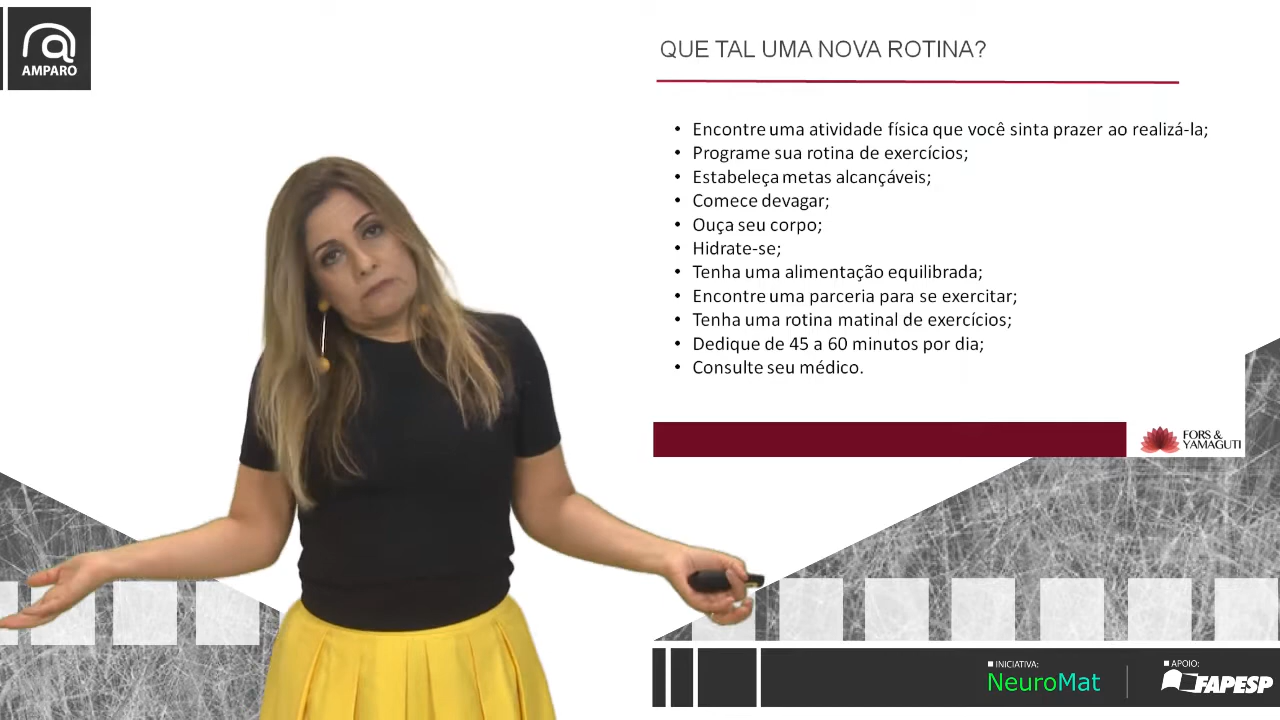 AMPARO
QUE TAL UMA NOVA ROTINA?
• Encontre uma atividade física que você sinta prazer ao realizá-la;
• Programe sua rotina de exercícios;
• Estabeleça metas alcançáveis;
• Comece devagar;
• Ouça seu corpo;
• Hidrate-se;
• Tenha uma alimentação equilibrada;
• Encontre uma parceria para se exercitar;
• Tenha uma rotina matinal de exercícios;
• Dedique de 45 a 60 minutos por dia;
• Consulte seu médico.
FORS &
YAMAGUTI
INICIATIVA:
NeuroMat
APOIO:
FAPESP